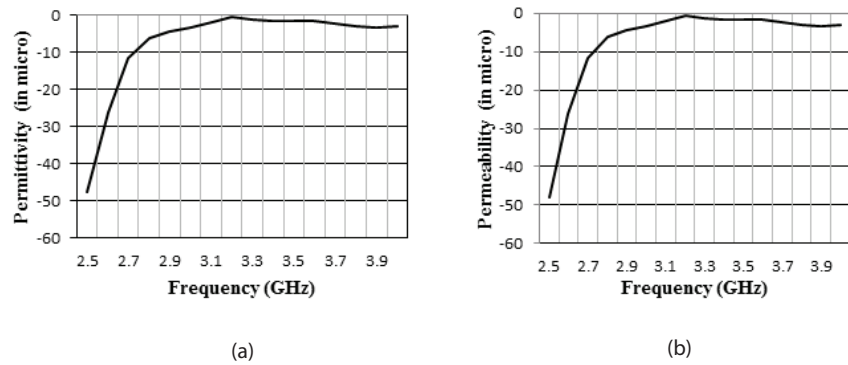 Permittivity (in micro)
0
-10
-20
-30
-40
-50
-60
2.5 2.7 2.9 3.1 3.3 3.5 3.7 3.9
Frequency (GHz)
(a)
Permeability (in micro)
0
-10
-20
-30
-40
-50
-60
2.5 2.7 2.9 3.1 3.3 3.5 3.7 3.9
Frequency (GHz)
(b)